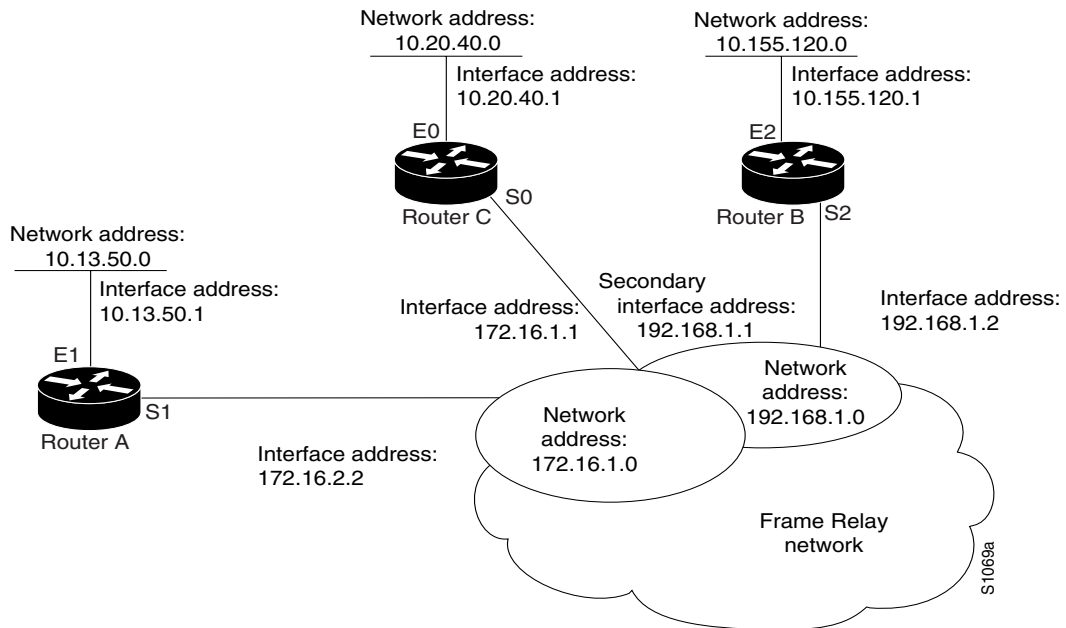 Network address:
10.20.40.0
Interface address:
10.20.40.1
E0
Router C
S0
Network address:
10.155.120.0
Interface address:
10.155.120.1
E2
Router B
S2
Network address:
10.13.50.0
Interface address:
10.13.50.1
E1
Router A
S1
Interface address:
172.16.1.1
Secondary
interface address:
192.168.1.1
Interface address:
192.168.1.2
Interface address:
172.16.2.2
Network
address:
172.16.1.0
Network
address:
192.168.1.0
Frame Relay
network
S1069a